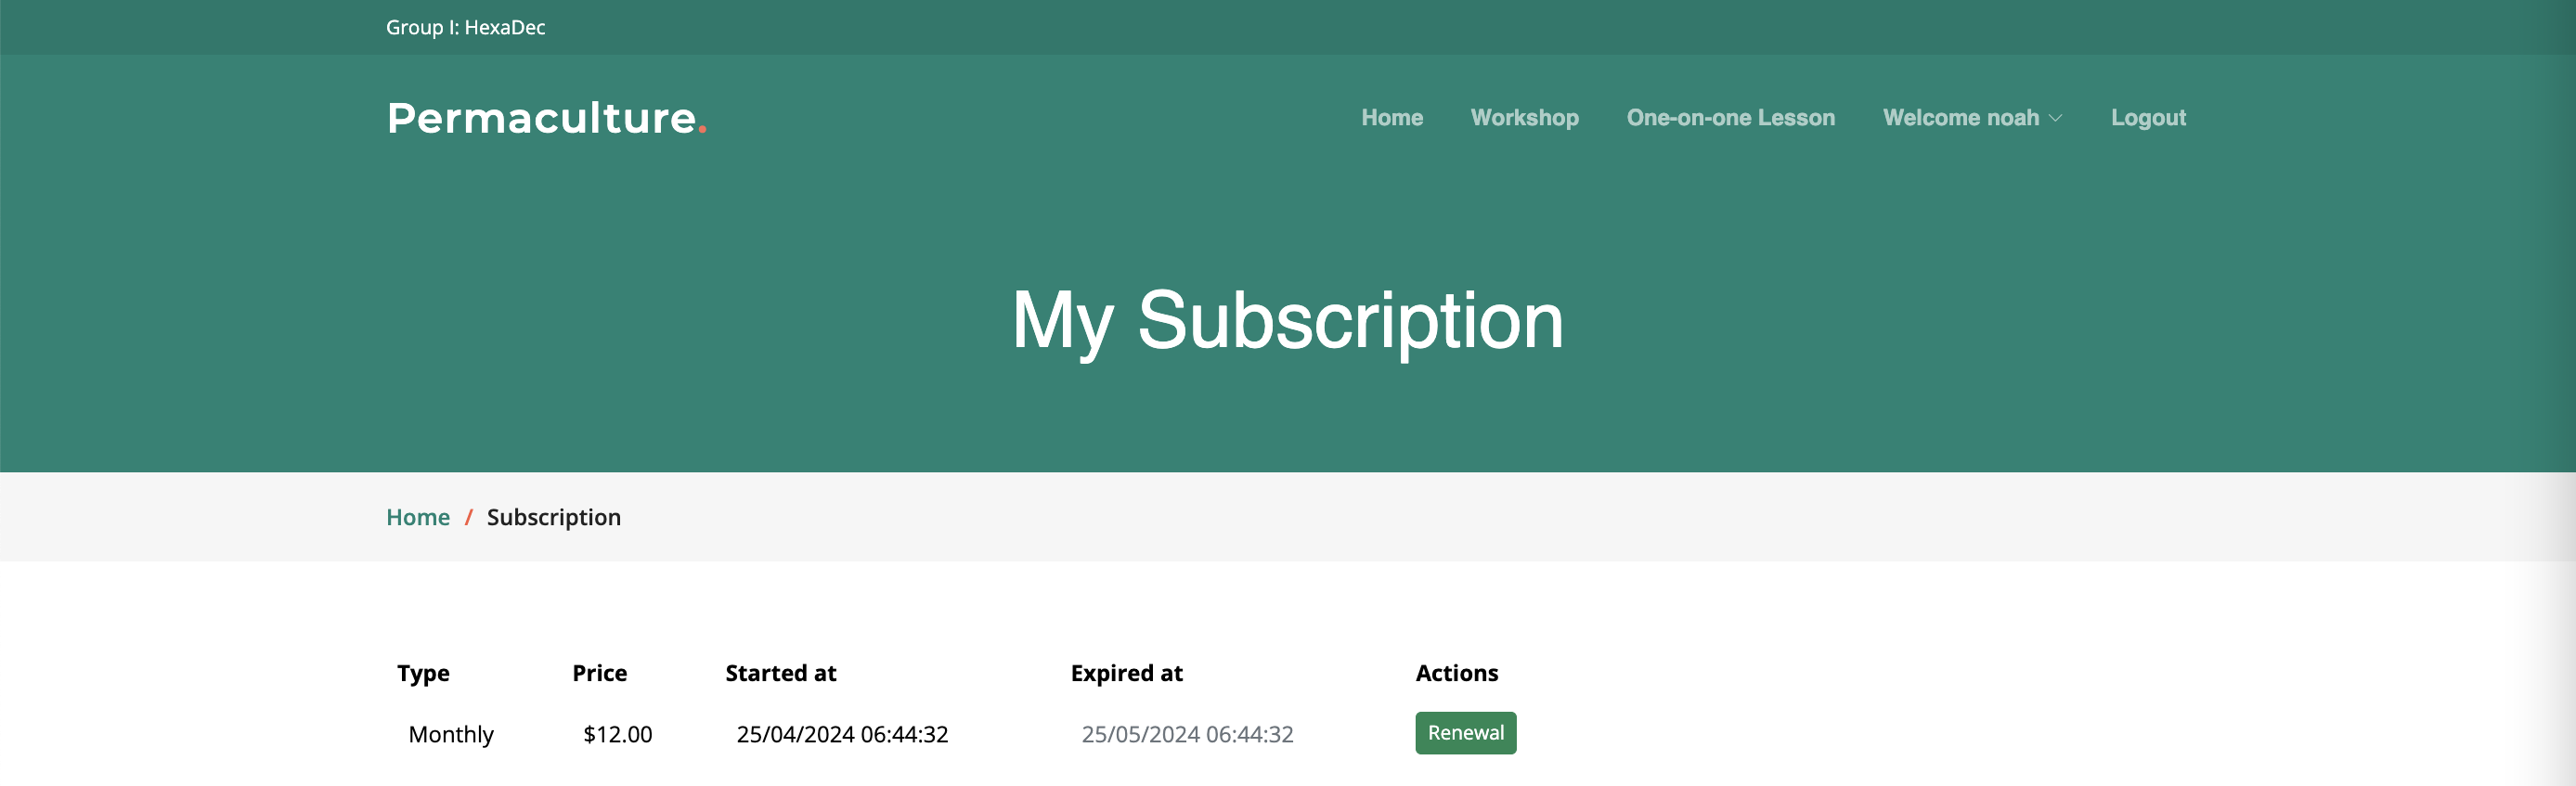 Group I: HexaDec
Permaculture.
Home Workshop One-on-one Lesson Welcome noah Logout
My Subscription
Home / Subscription
Type Price Started at Expired at Actions
Monthly $12.00 25/04/2024 06:44:32 25/05/2024 06:44:32 Renewal